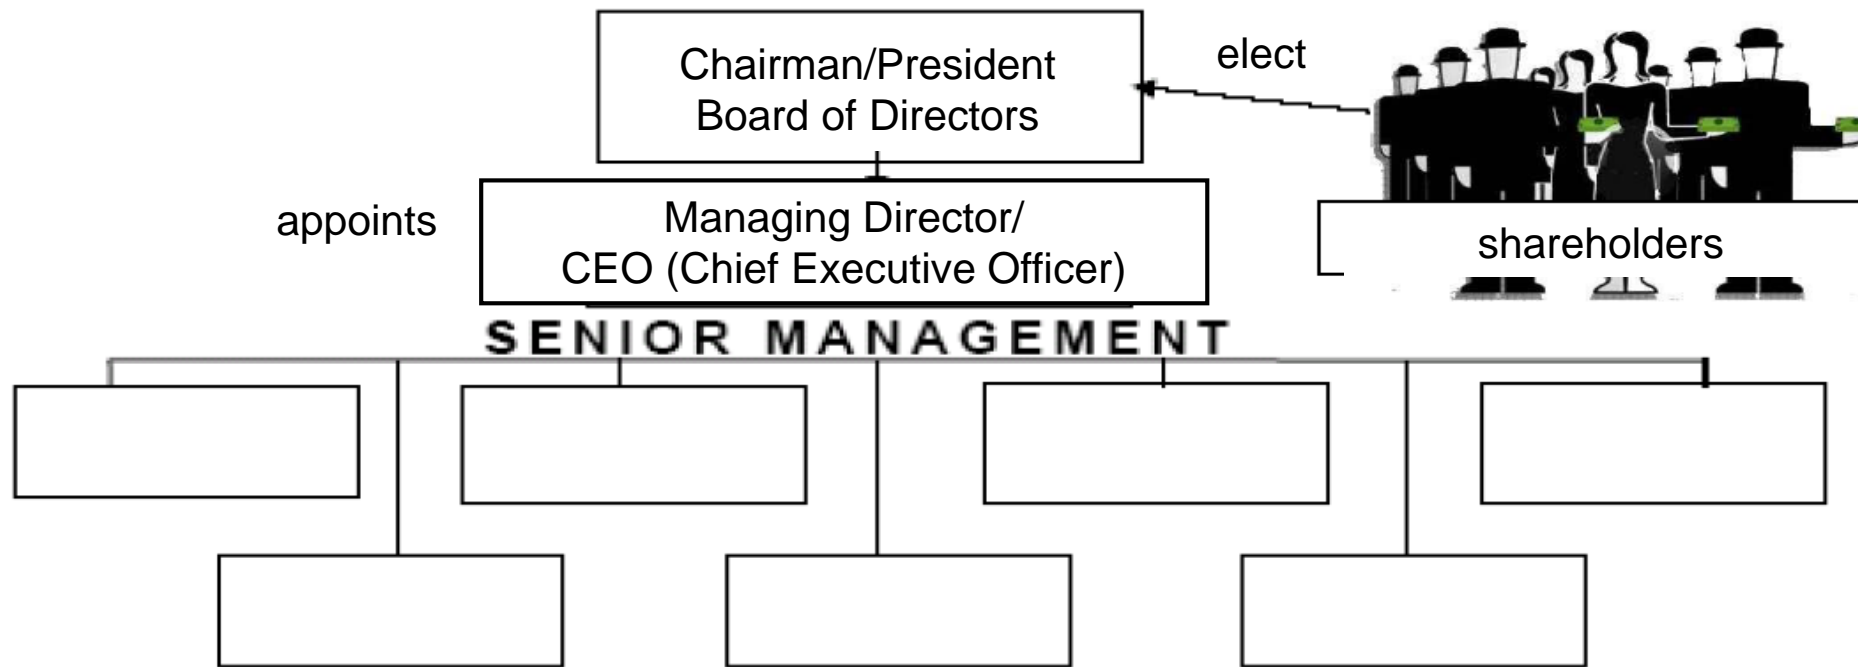 Chairman/President
Board of Directors
elect
appoints
Managing Director/
CEO (Chief Executive Officer)
shareholders
SENIOR MANAGEMENT